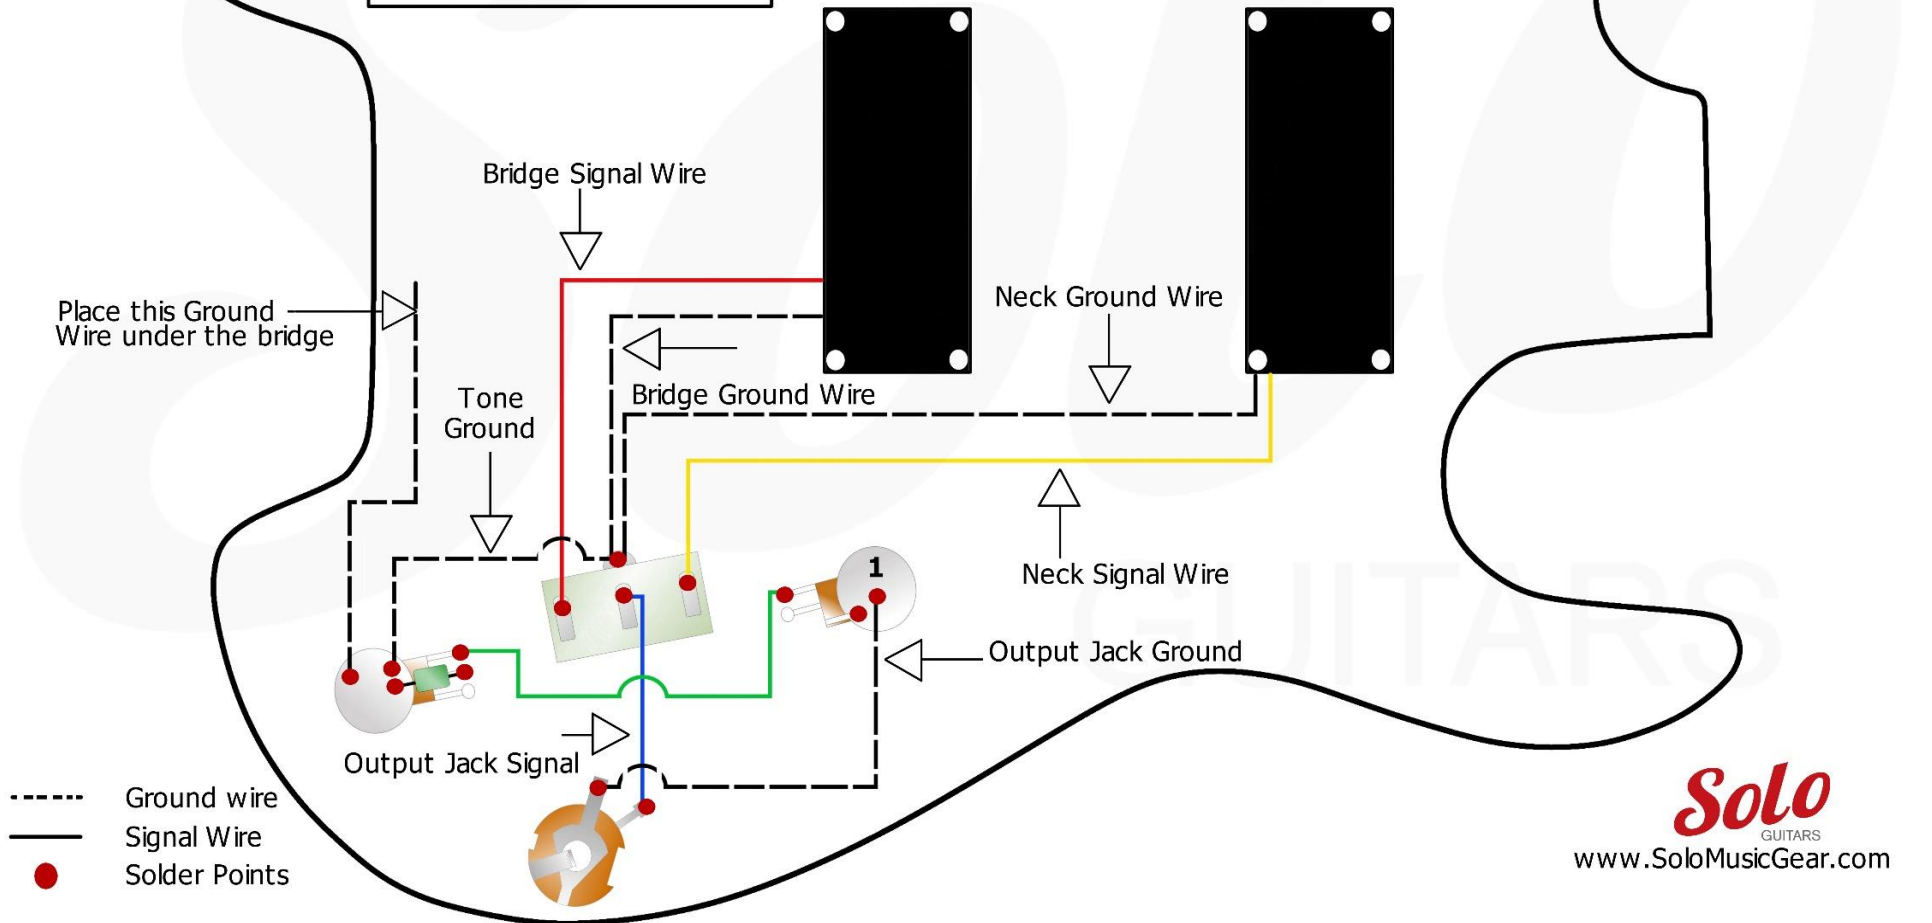 Bridge Signal Wire
Place this Ground
Wire under the bridge
Neck Ground Wire
Bridge Ground Wire
Tone
Ground
1
Neck Signal Wire
Output Jack Ground
Output Jack Signal
Ground wire
Signal Wire
Solder Points
Solo
GUITARS
www.SoloMusicGear.com
Solo
GUITARS